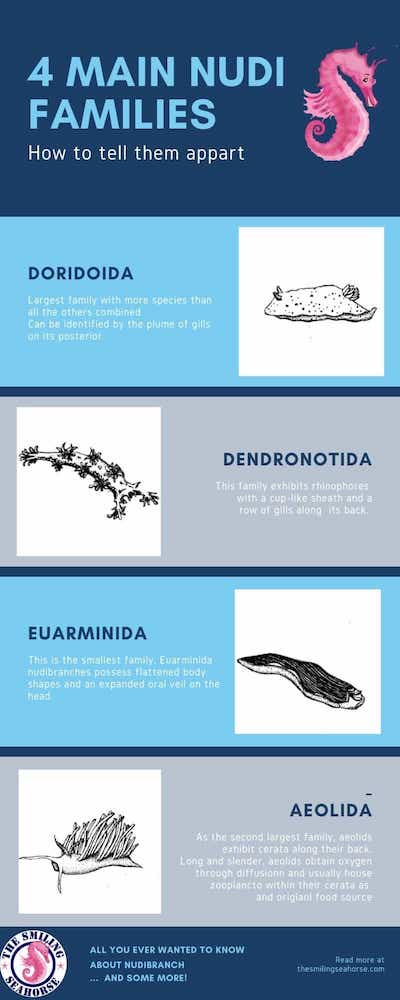 4 MAIN NUDI
FAMILIES
How to tell them appart
DORIDOIDA
Largest family with more species than
all the others combined
Can be identified by the plume of gills
on its posterior.
DENDRONOTIDA
This family exhibits rhinophores
with a cup-like sheath and a
row of gills along its back.
EUARMINIDA
This is the smallest family. Euarminida
nudibranches possess flattened body
shapes and an expanded oral veil on the
head.
–
AEOLIDA
As the second largest family, aeolids
exhibit cerata along their back.
Long and slender, aeolids obtain oxygen
through diffusionn and usually house
zooplancto within their cerata as
and origianl food source
THE SMILING
SEAHORSE
ALL YOU EVER WANTED TO KNOW
ABOUT NUDIBRANCH
... AND SOME MORE!
Read more at
thesmilingseahorse.com